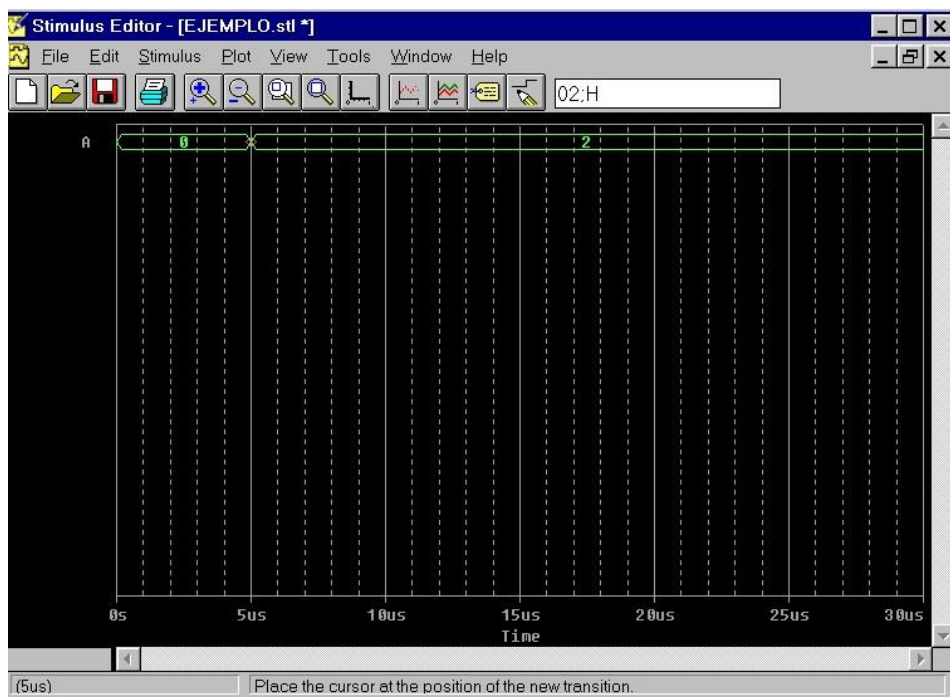 Stimulus Editor - [EJEMPLO.stl *]
File Edit Stimulus Plot View Tools Window Help
02;H
A 0 2
0s 5us 10us 15us 20us 25us 30us
Time
(5us) Place the cursor at the position of the new transition.